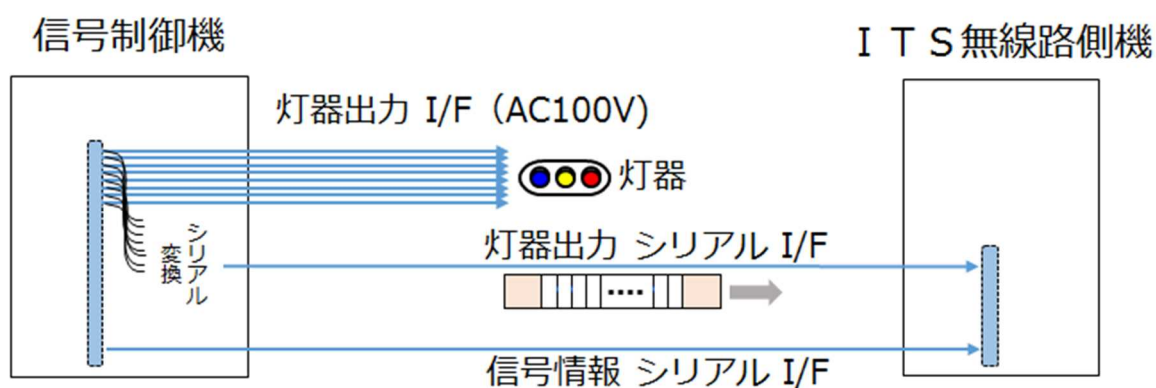 信号制御機
ＩＴＳ無線路側機
灯器出力 I/F（AC100V)
灯器
シリアル
変換
灯器出力 シリアル I/F
信号情報 シリアル I/F